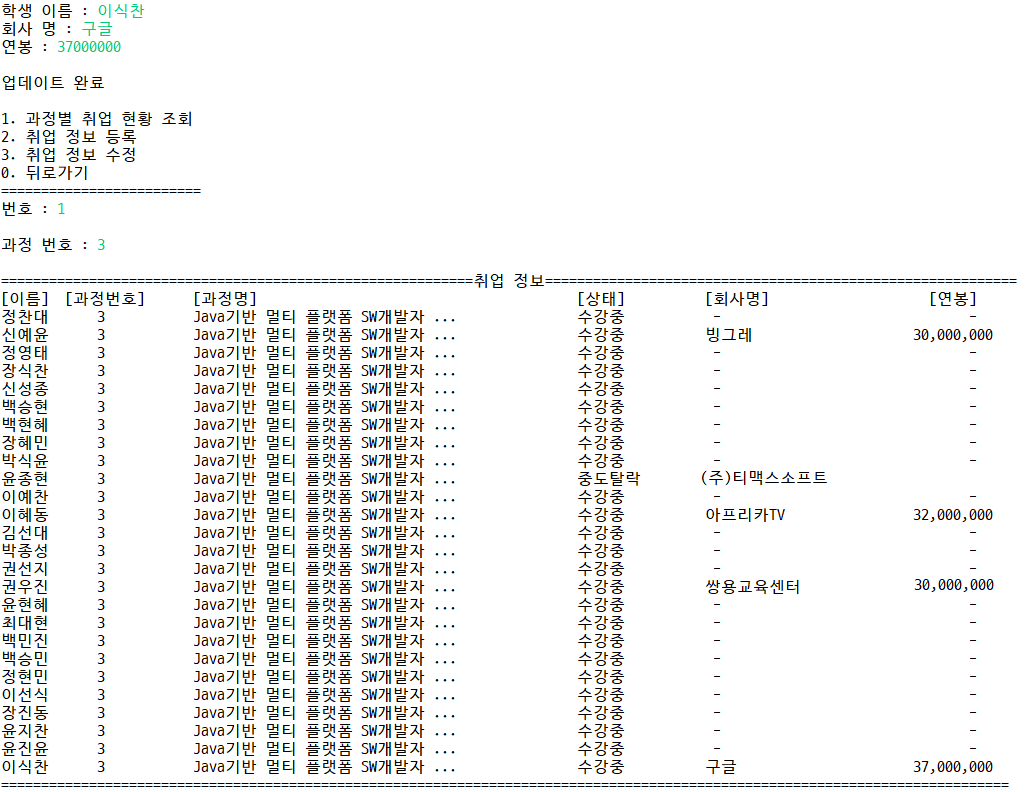 학생 이름 : 이식찬
회사 명 : 구글
연봉 : 37000000
업데이트 완료
1. 과정별 취업 현황 조회
2. 취업 정보 등록
3. 취업 정보 수정
0. 뒤로가기
=========================
번호 : 1
과정 번호 : 3
===========================================================취업 정보===========================================================
[이름] [과정번호] [과정명] [상태] [회사명] [연봉]
정찬대 3 Java기반 멀티 플랫폼 SW개발자 ... 수강중 - -
신예윤 3 Java기반 멀티 플랫폼 SW개발자 ... 수강중 빙그레 30,000,000
정영태 3 Java기반 멀티 플랫폼 SW개발자 ... 수강중 - -
장식찬 3 Java기반 멀티 플랫폼 SW개발자 ... 수강중 - -
신성종 3 Java기반 멀티 플랫폼 SW개발자 ... 수강중 - -
백승현 3 Java기반 멀티 플랫폼 SW개발자 ... 수강중 - -
백현혜 3 Java기반 멀티 플랫폼 SW개발자 ... 수강중 - -
장혜민 3 Java기반 멀티 플랫폼 SW개발자 ... 수강중 - -
박식윤 3 Java기반 멀티 플랫폼 SW개발자 ... 수강중 - -
윤종현 3 Java기반 멀티 플랫폼 SW개발자 ... 중도탈락 (주)티맥스소프트
이예찬 3 Java기반 멀티 플랫폼 SW개발자 ... 수강중 - -
이혜동 3 Java기반 멀티 플랫폼 SW개발자 ... 수강중 아프리카TV 32,000,000
김선대 3 Java기반 멀티 플랫폼 SW개발자 ... 수강중 - -
박종성 3 Java기반 멀티 플랫폼 SW개발자 ... 수강중 - -
권선지 3 Java기반 멀티 플랫폼 SW개발자 ... 수강중 - -
권우진 3 Java기반 멀티 플랫폼 SW개발자 ... 수강중 쌍용교육센터 30,000,000
윤현혜 3 Java기반 멀티 플랫폼 SW개발자 ... 수강중 - -
최대현 3 Java기반 멀티 플랫폼 SW개발자 ... 수강중 - -
백민진 3 Java기반 멀티 플랫폼 SW개발자 ... 수강중 - -
백승민 3 Java기반 멀티 플랫폼 SW개발자 ... 수강중 - -
정현민 3 Java기반 멀티 플랫폼 SW개발자 ... 수강중 - -
이선식 3 Java기반 멀티 플랫폼 SW개발자 ... 수강중 - -
장진동 3 Java기반 멀티 플랫폼 SW개발자 ... 수강중 - -
윤지찬 3 Java기반 멀티 플랫폼 SW개발자 ... 수강중 - -
윤진윤 3 Java기반 멀티 플랫폼 SW개발자 ... 수강중 - -
이식찬 3 Java기반 멀티 플랫폼 SW개발자 ... 수강중 구글 37,000,000
==============================================================================================================================